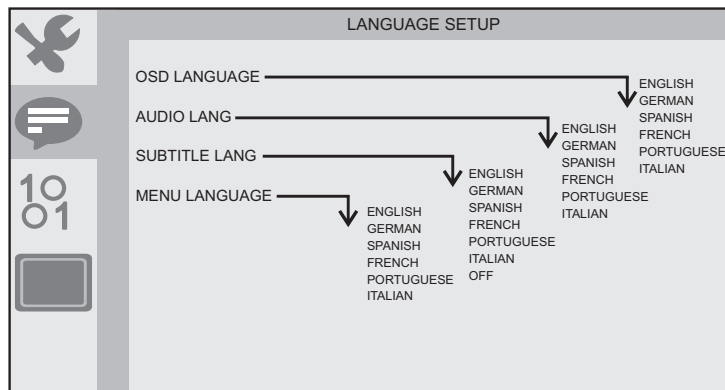 LANGUAGE SETUP
OSD LANGUAGE
ENGLISH
GERMAN
SPANISH
FRENCH
PORTUGUESE
ITALIAN
AUDIO LANG
ENGLISH
GERMAN
SPANISH
FRENCH
PORTUGUESE
ITALIAN
SUBTITLE LANG
ENGLISH
GERMAN
SPANISH
FRENCH
PORTUGUESE
ITALIAN
OFF
MENU LANGUAGE
ENGLISH
GERMAN
SPANISH
FRENCH
PORTUGUESE
ITALIAN
10
01